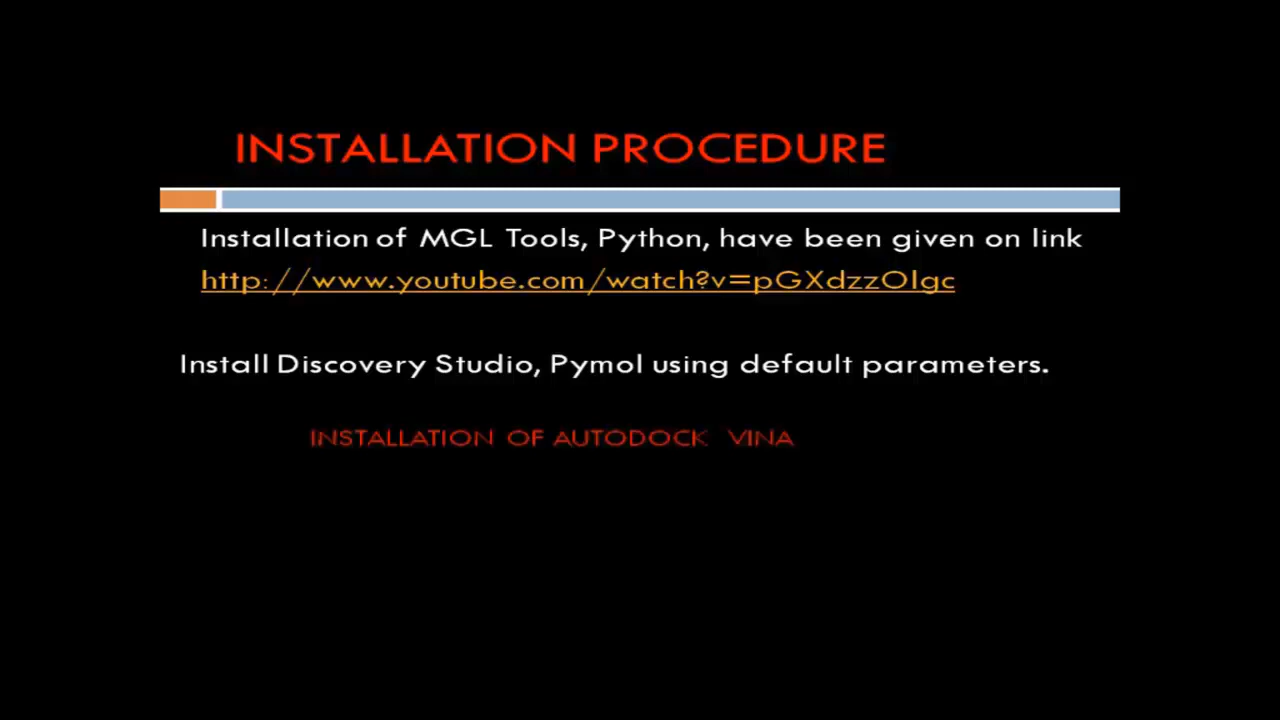 INSTALLATION PROCEDURE
Installation of MGL Tools, Python, have been given on link
http://www.youtube.com/watch?v=pGXdzzOIgc
Install Discovery Studio, Pymol using default parameters.
INSTALLATION OF AUTODOCK VINA